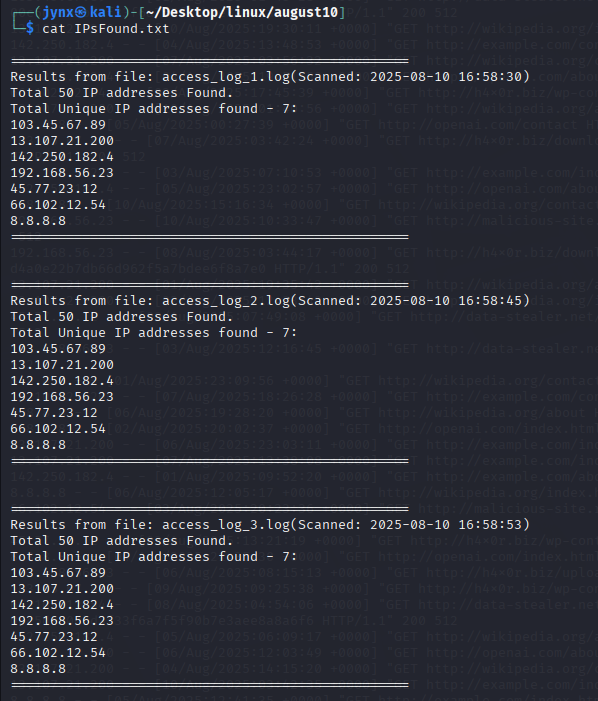 ┌──(jynx㉿kali)-[~/Desktop/linux/august10]
└─$ cat IPsFound.txt
==================================================
Results from file: access_log_1.log(Scanned: 2025-08-10 16:58:30)
Total 50 IP addresses Found.
Total Unique IP addresses found - 7:
103.45.67.89
13.107.21.200
142.250.182.4
192.168.56.23
45.77.23.12
66.102.12.54
8.8.8.8
==================================================
==================================================
Results from file: access_log_2.log(Scanned: 2025-08-10 16:58:45)
Total 50 IP addresses Found.
Total Unique IP addresses found - 7:
103.45.67.89
13.107.21.200
142.250.182.4
192.168.56.23
45.77.23.12
66.102.12.54
8.8.8.8
==================================================
==================================================
Results from file: access_log_3.log(Scanned: 2025-08-10 16:58:53)
Total 50 IP addresses Found.
Total Unique IP addresses found - 7:
103.45.67.89
13.107.21.200
142.250.182.4
192.168.56.23
45.77.23.12
66.102.12.54
8.8.8.8
==================================================